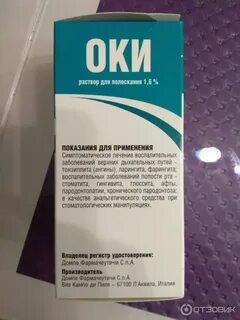 ОКИ
раствор для полоскания 1,6 %
ПОКАЗАНИЯ ДЛЯ ПРИМЕНЕНИЯ
Симптоматическое лечение воспалительных
заболеваний верхних дыхательных путей -
тонзиллита (ангины), ларингита, фарингита;
воспалительных заболеваний полости рта -
стоматита, гингивита, глоссита, афты,
пародонтопатии, хронического пародонтоза;
в качестве анальгетического средства при
стоматологических манипуляциях.
Владелец регистр удостоверения:
Домпе Фармачеутичи С.п.А.
Производитель
Домпе Фармачеутичи С.п.А.
Виа Кампо ди Пиле - 67100 Л'Аквила, Италия
ОТЗОВИК